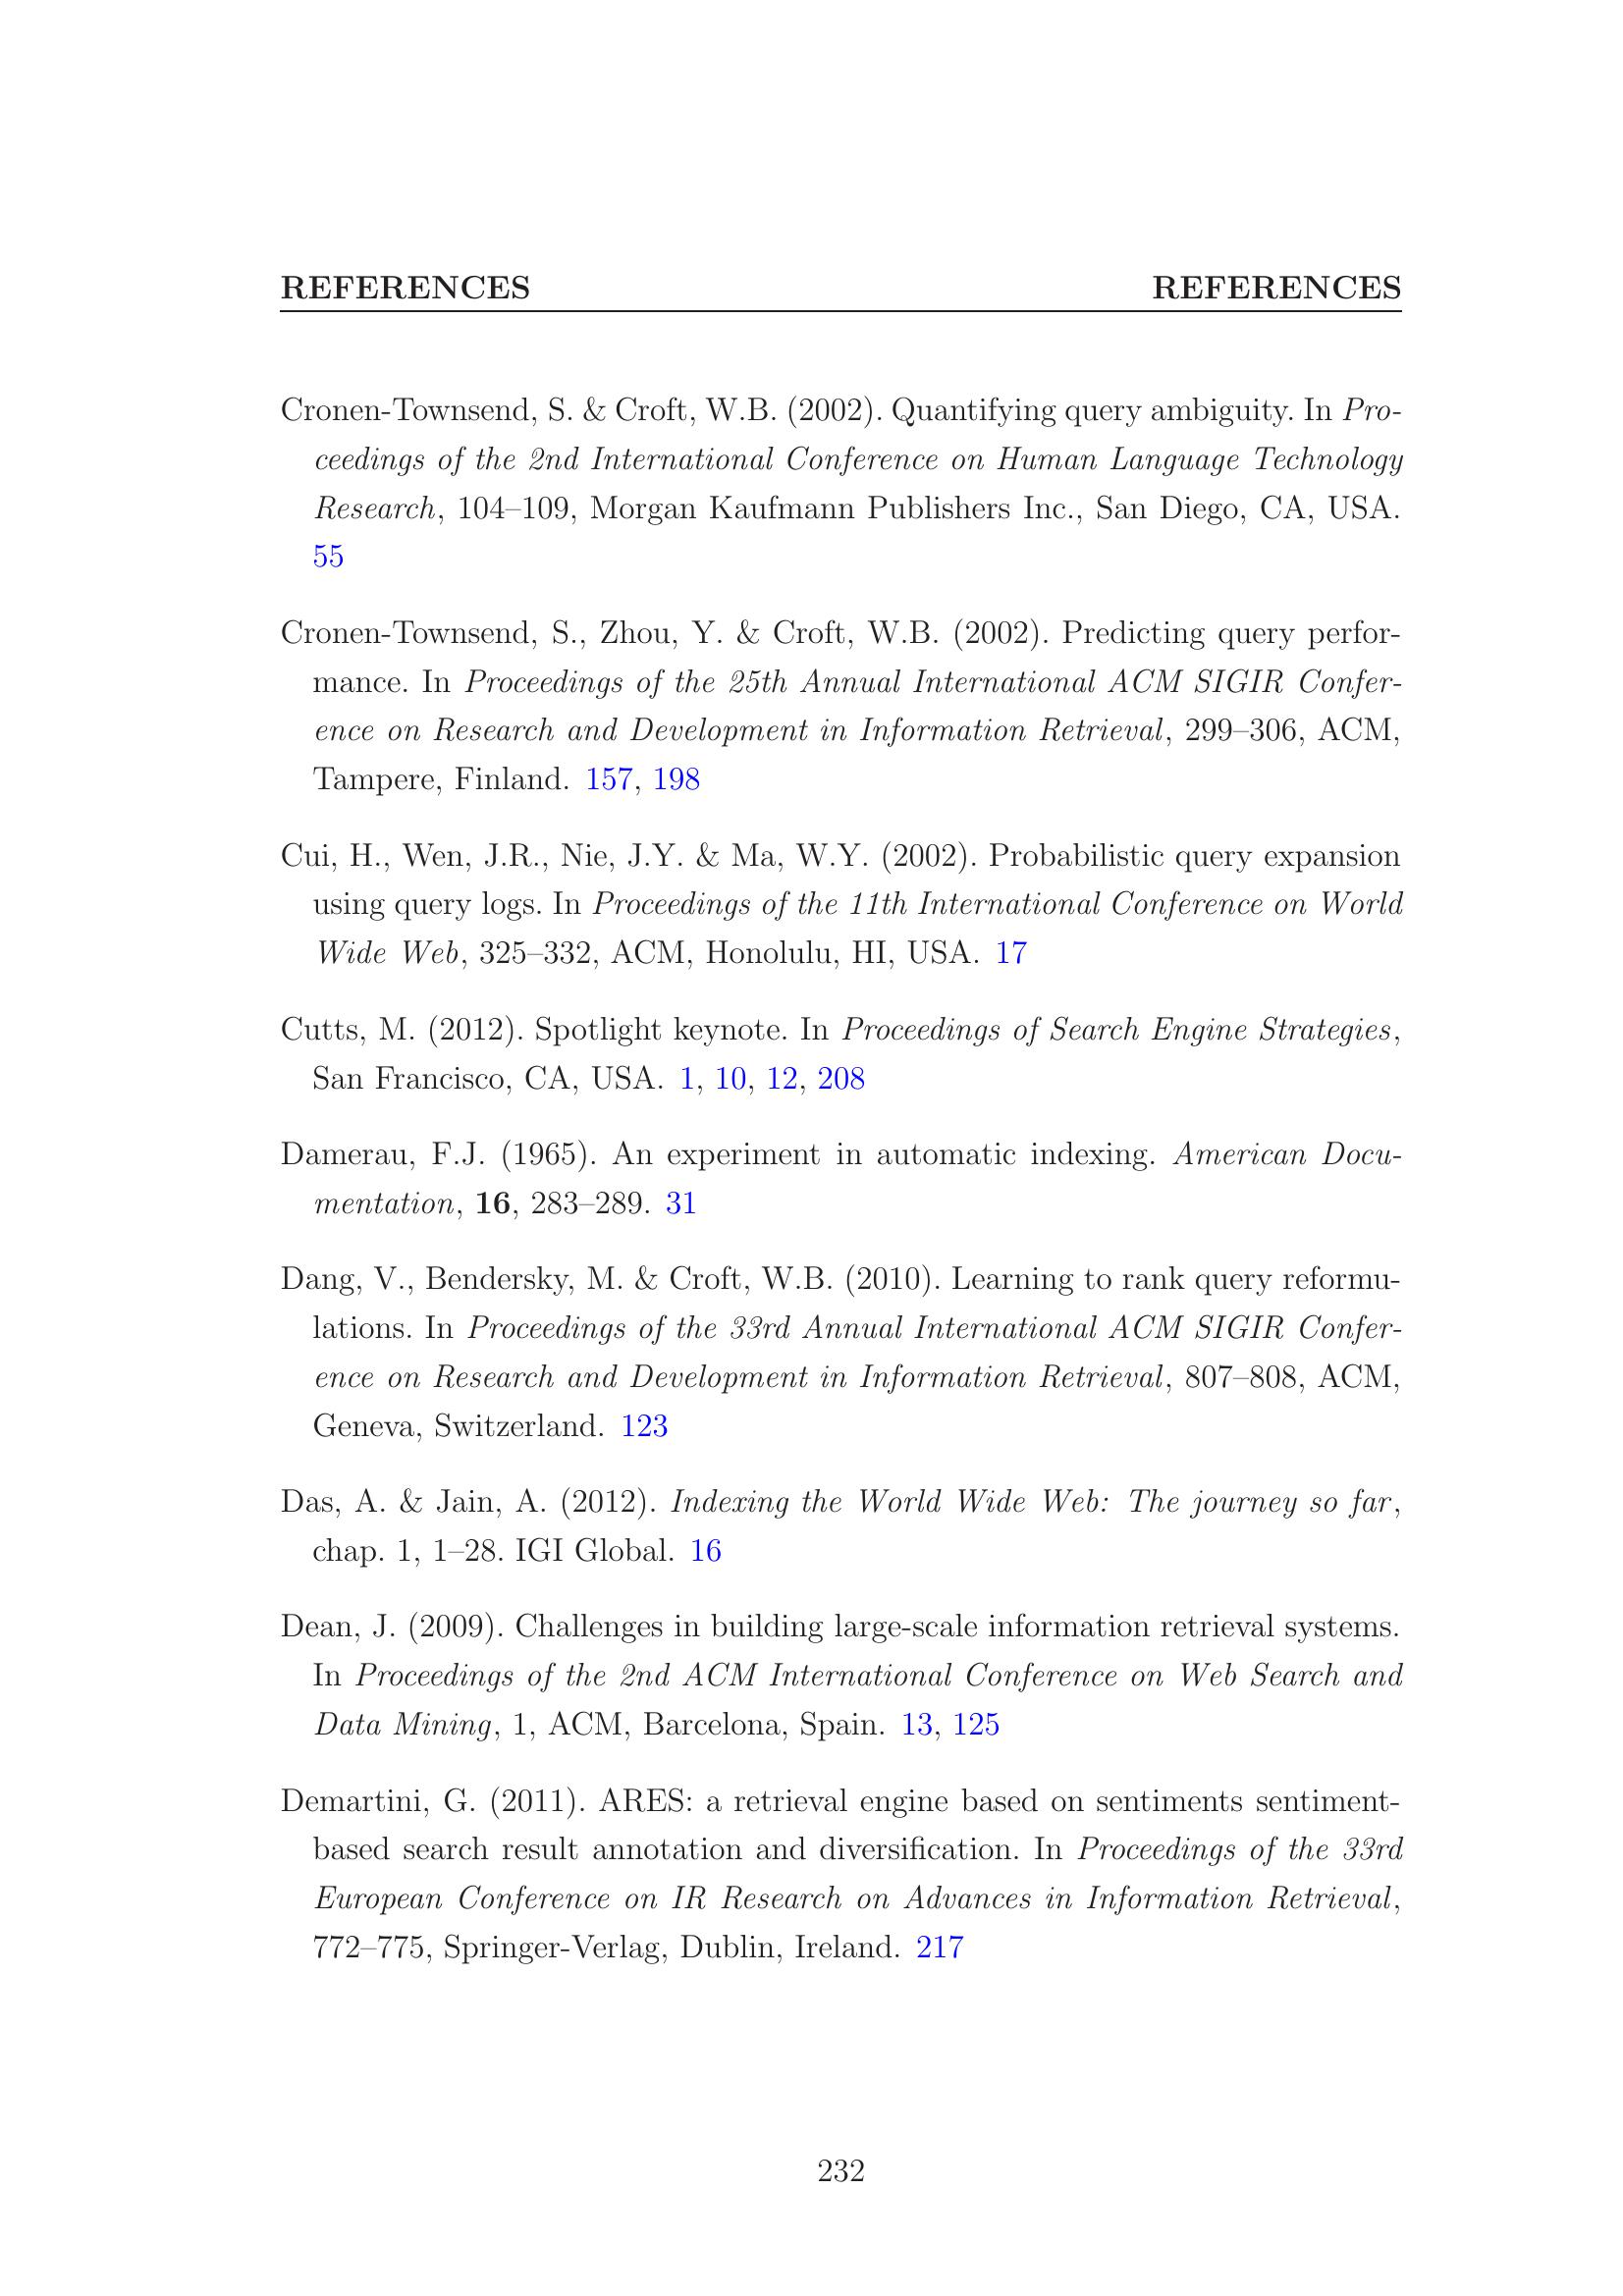 REFERENCES REFERENCES
Cronen-Townsend, S. & Croft, W.B. (2002). Quantifying query ambiguity. In Pro-
ceedings of the 2nd International Conference on Human Language Technology
Research, 104–109, Morgan Kaufmann Publishers Inc., San Diego, CA, USA.
55
Cronen-Townsend, S., Zhou, Y. & Croft, W.B. (2002). Predicting query perfor-
mance. In Proceedings of the 25th Annual International ACM SIGIR Confer-
ence on Research and Development in Information Retrieval, 299–306, ACM,
Tampere, Finland. 157, 198
Cui, H., Wen, J.R., Nie, J.Y. & Ma, W.Y. (2002). Probabilistic query expansion
using query logs. In Proceedings of the 11th International Conference on World
Wide Web, 325–332, ACM, Honolulu, HI, USA. 17
Cutts, M. (2012). Spotlight keynote. In Proceedings of Search Engine Strategies,
San Francisco, CA, USA. 1, 10, 12, 208
Damerau, F.J. (1965). An experiment in automatic indexing. American Docu-
mentation, 16, 283–289. 31
Dang, V., Bendersky, M. & Croft, W.B. (2010). Learning to rank query reformu-
lations. In Proceedings of the 33rd Annual International ACM SIGIR Confer-
ence on Research and Development in Information Retrieval, 807–808, ACM,
Geneva, Switzerland. 123
Das, A. & Jain, A. (2012). Indexing the World Wide Web: The journey so far,
chap. 1, 1–28. IGI Global. 16
Dean, J. (2009). Challenges in building large-scale information retrieval systems.
In Proceedings of the 2nd ACM International Conference on Web Search and
Data Mining, 1, ACM, Barcelona, Spain. 13, 125
Demartini, G. (2011). ARES: a retrieval engine based on sentiments sentiment-
based search result annotation and diversification. In Proceedings of the 33rd
European Conference on IR Research on Advances in Information Retrieval,
772–775, Springer-Verlag, Dublin, Ireland. 217
232